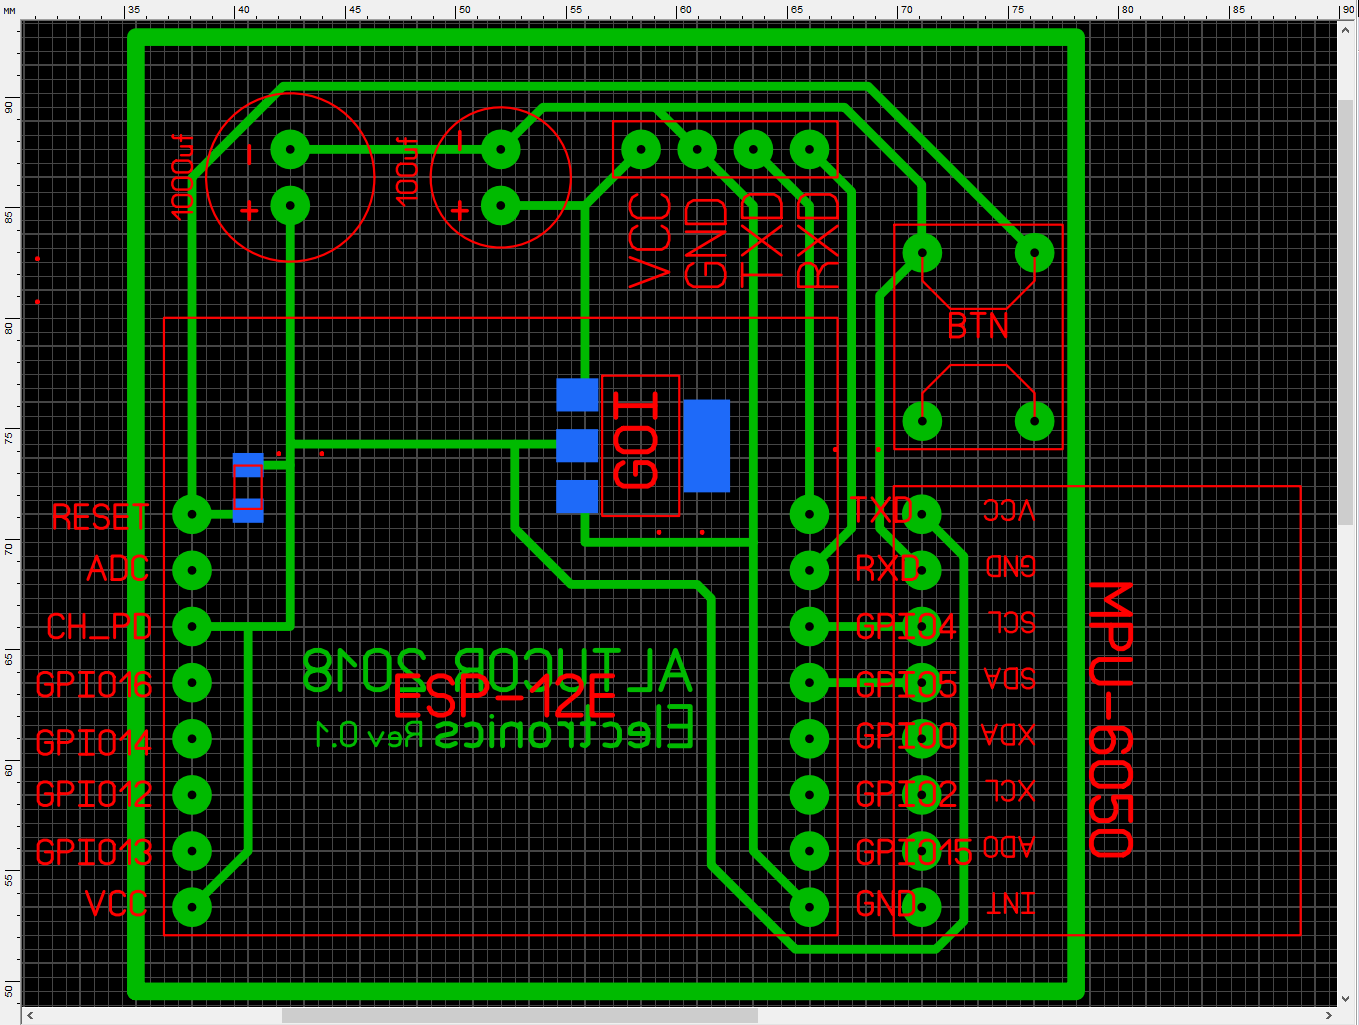 MM 35 40 45 50 55 60 65 70 75 80 85 90
90
85
80
75
70
65
60
55
50
1000uf
100uf
-
+
-
+
VCC
GND
TXD
RXD
BTN
GOI
RESET
ADC
CH_PD
GPIO16
GPIO14
GPIO12
GPIO13
VCC
AL 2018
ESP-12E
Electronics Rev 0.1
TXD
RXD
GPIO4
GPIO5
GPIO0
GPIO2
GPIO15
GND
VCC
GND
SCL
SDA
XDA
XCL
ADO
INT
MPU-6050